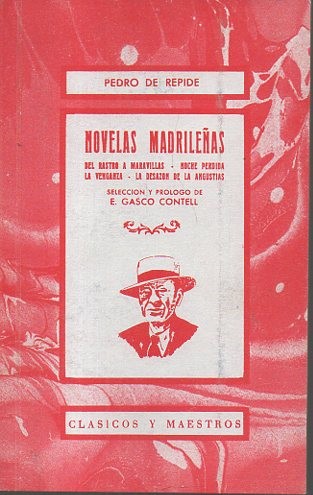 PEDRO DE REPIDE
NOVELAS MADRILEÑAS
DEL RASTRO A MARAVILLAS - NOCHE PERDIDA
LA VENGANZA - LA DESAZON DE LA ANGUSTIAS
SELECCION Y PROLOGO DE
E. GASCO CONTELL
CLASICOS Y MAESTROS